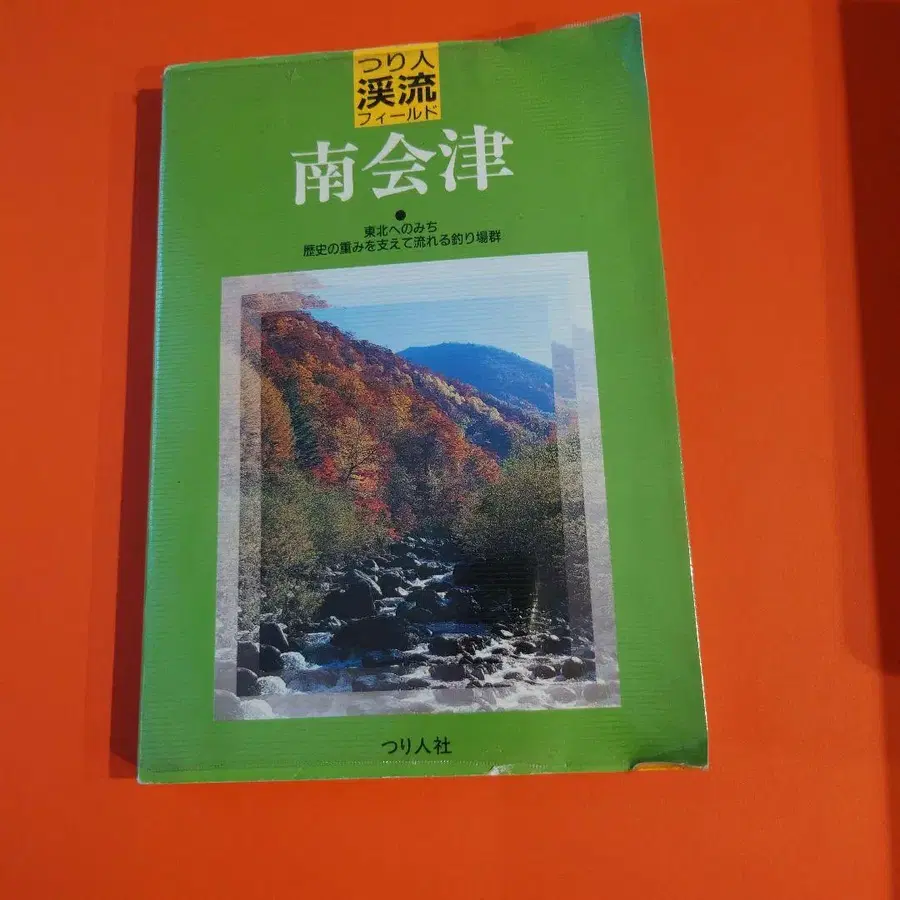 つり人
渓流
フィールド
南会津
●
東北へのみち
歴史の重みを支えて流れる釣り場群
つり人社